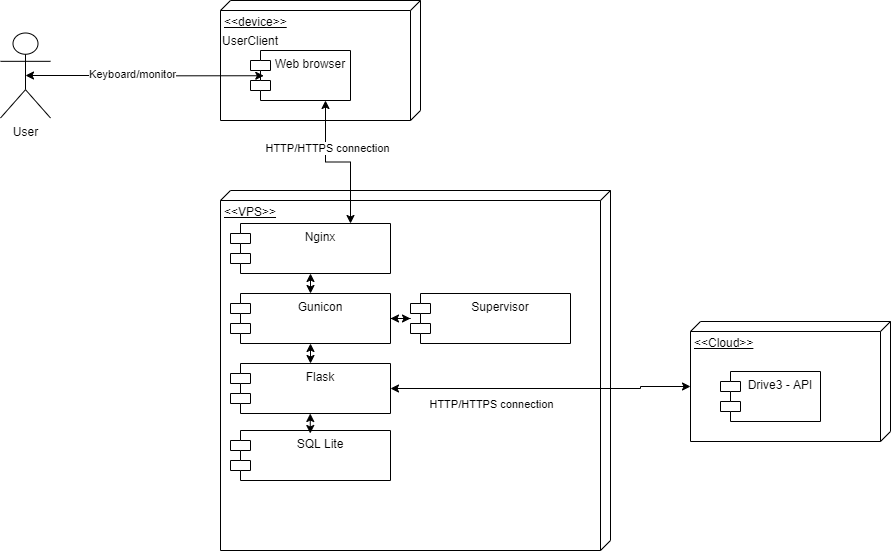 <<device>>
UserClient
Web browser
Keyboard/monitor
User
HTTP/HTTPS connection
<<VPS>>
Nginx
Gunicon
Supervisor
Flask
HTTP/HTTPS connection
SQL Lite
<<Cloud>>
Drive3 - API